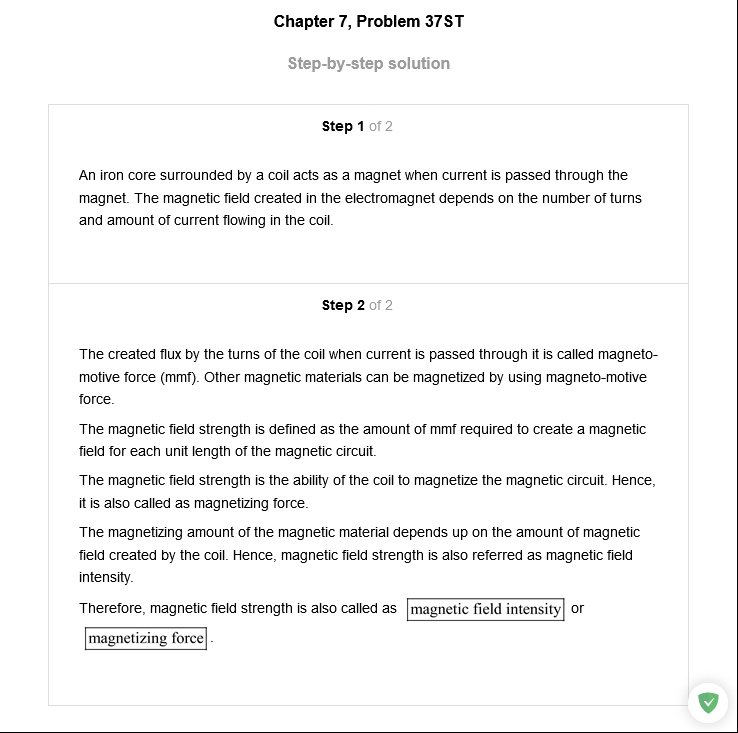 Chapter 7, Problem 37ST
Step-by-step solution
Step 1 of 2
An iron core surrounded by a coil acts as a magnet when current is passed through the
magnet. The magnetic field created in the electromagnet depends on the number of turns
and amount of current flowing in the coil.
Step 2 of 2
The created flux by the turns of the coil when current is passed through it is called magneto-
motive force (mmf). Other magnetic materials can be magnetized by using magneto-motive
force.
The magnetic field strength is defined as the amount of mmf required to create a magnetic
field for each unit length of the magnetic circuit.
The magnetic field strength is the ability of the coil to magnetize the magnetic circuit. Hence,
it is also called as magnetizing force.
The magnetizing amount of the magnetic material depends up on the amount of magnetic
field created by the coil. Hence, magnetic field strength is also referred as magnetic field
intensity.
Therefore, magnetic field strength is also called as magnetic field intensity or
magnetizing force.